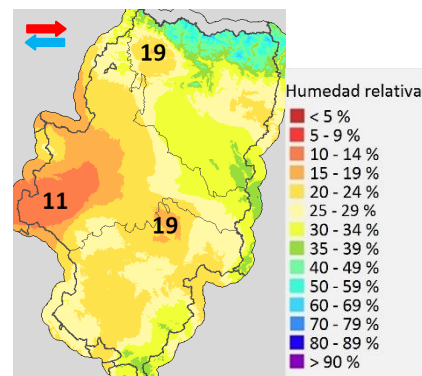 19
11
19
Humedad relativa
< 5 %
5 - 9 %
10 - 14 %
15 - 19 %
20 - 24 %
25 - 29 %
30 - 34 %
35 - 39 %
40 - 49 %
50 - 59 %
60 - 69 %
70 - 79 %
80 - 89 %
> 90 %